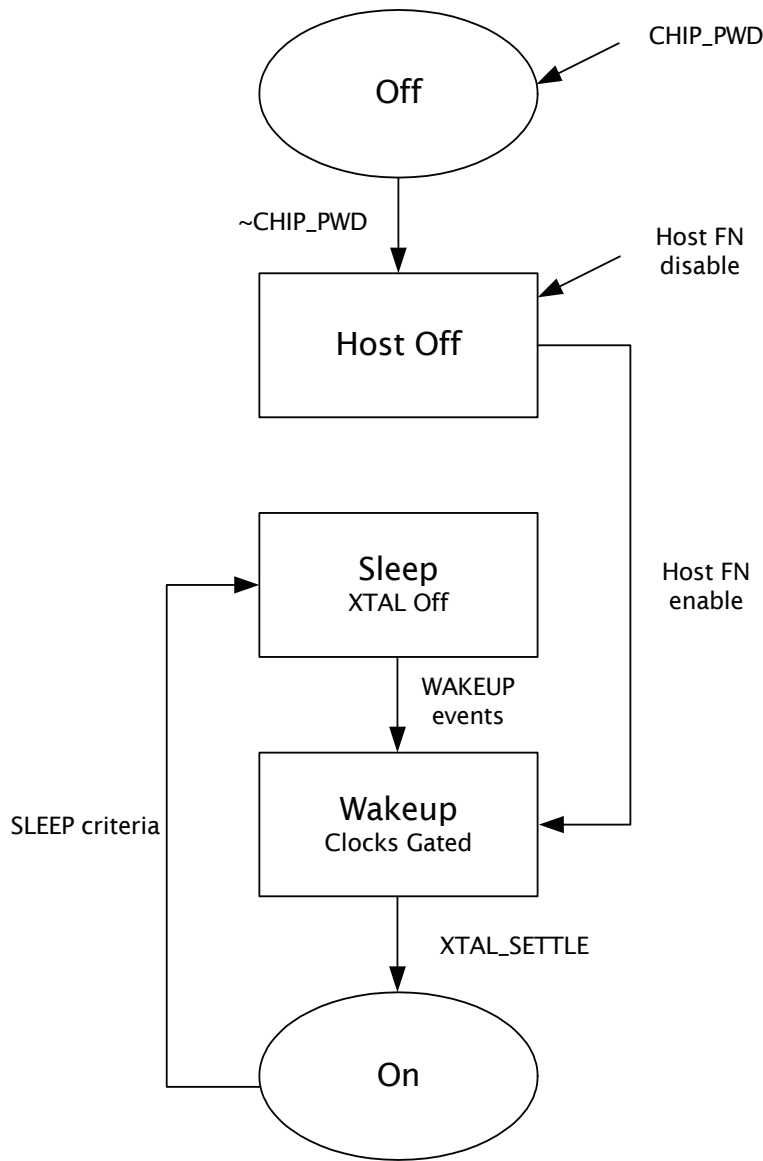 CHIP_PWD
Off
~CHIP_PWD
Host FN
disable
Host Off
Sleep
XTAL Off
Host FN
enable
WAKEUP
events
Wakeup
Clocks Gated
SLEEP criteria
XTAL_SETTLE
On